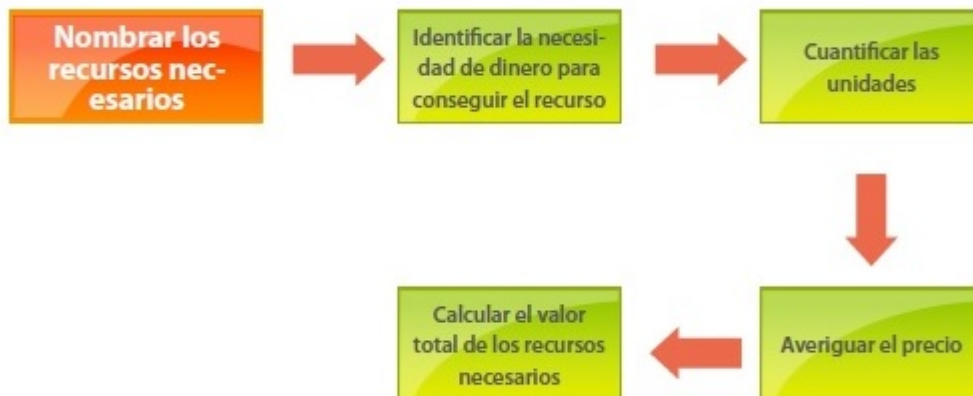 Nombrar los
recursos nec-
esarios
Identificar la necesi-
dad de dinero para
conseguir el recurso
Cuantificar las
unidades
Averiguar el precio
Calcular el valor
total de los recursos
necesarios